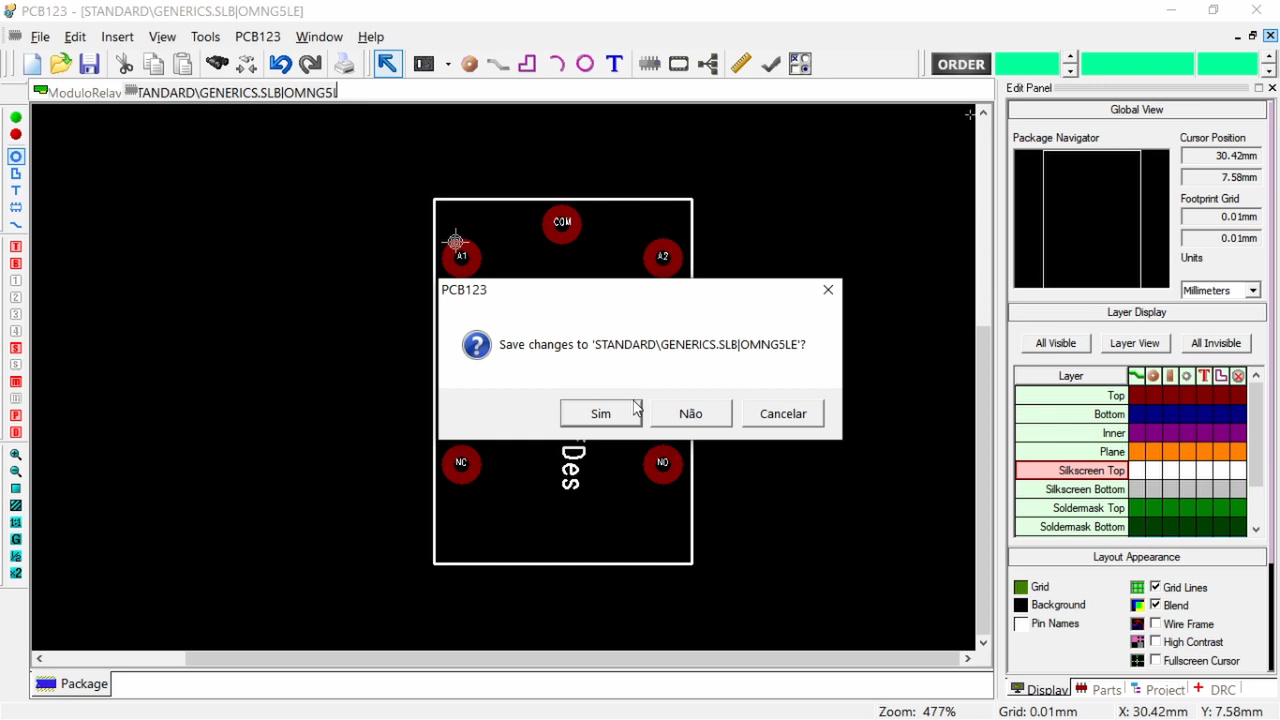 PCB123 - [STANDARD\GENERICS.SLB|OMNG5LE]
File Edit Insert View Tools PCB123 Window Help
ORDER
ModuloRelav TANDARD\GENERICS.SLB|OMNG5L
Edit Panel
Global View
Package Navigator
Cursor Position
30.42mm
7.58mm
Footprint Grid
0.01mm
0.01mm
Units
Millimeters
COM
A1
A2
NC
NO
Des
PCB123
Save changes to 'STANDARD\GENERICS.SLB|OMNG5LE'?
Sim Não Cancelar
Layer Display
All Visible Layer View All Invisible
Layer
Top
Bottom
Inner
Plane
Silkscreen Top
Silkscreen Bottom
Soldermask Top
Soldermask Bottom
Layout Appearance
Grid Grid Lines
Background Blend
Pin Names Wire Frame
High Contrast
Fullscreen Cursor
Package
Display Parts Project DRC
Zoom: 477% Grid: 0.01mm X: 30.42mm Y: 7.58mm